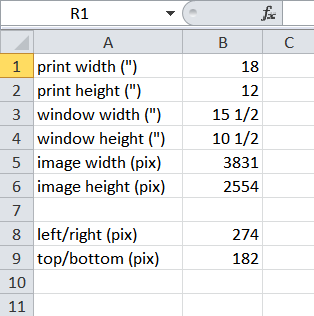 R1 fx
A B C
1 print width (") 18
2 print height (") 12
3 window width (") 15 1/2
4 window height (") 10 1/2
5 image width (pix) 3831
6 image height (pix) 2554
7
8 left/right (pix) 274
9 top/bottom (pix) 182
10
11